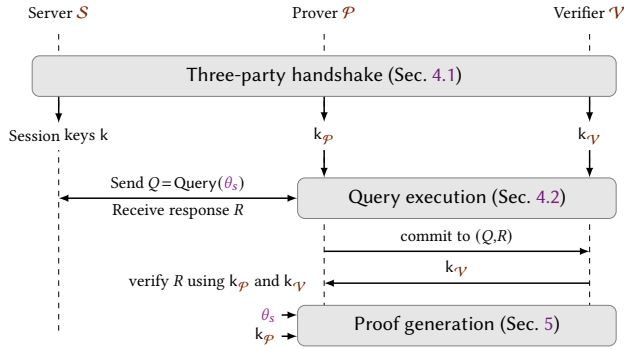 Server 𝒮 Prover 𝒫 Verifier 𝒱
Three-party handshake (Sec. 4.1)
Session keys k k𝒫 k𝒱
Send Q=Query(θs)
Receive response R
Query execution (Sec. 4.2)
commit to (Q,R)
k𝒱
verify R using k𝒫 and k𝒱
θs
k𝒫
Proof generation (Sec. 5)